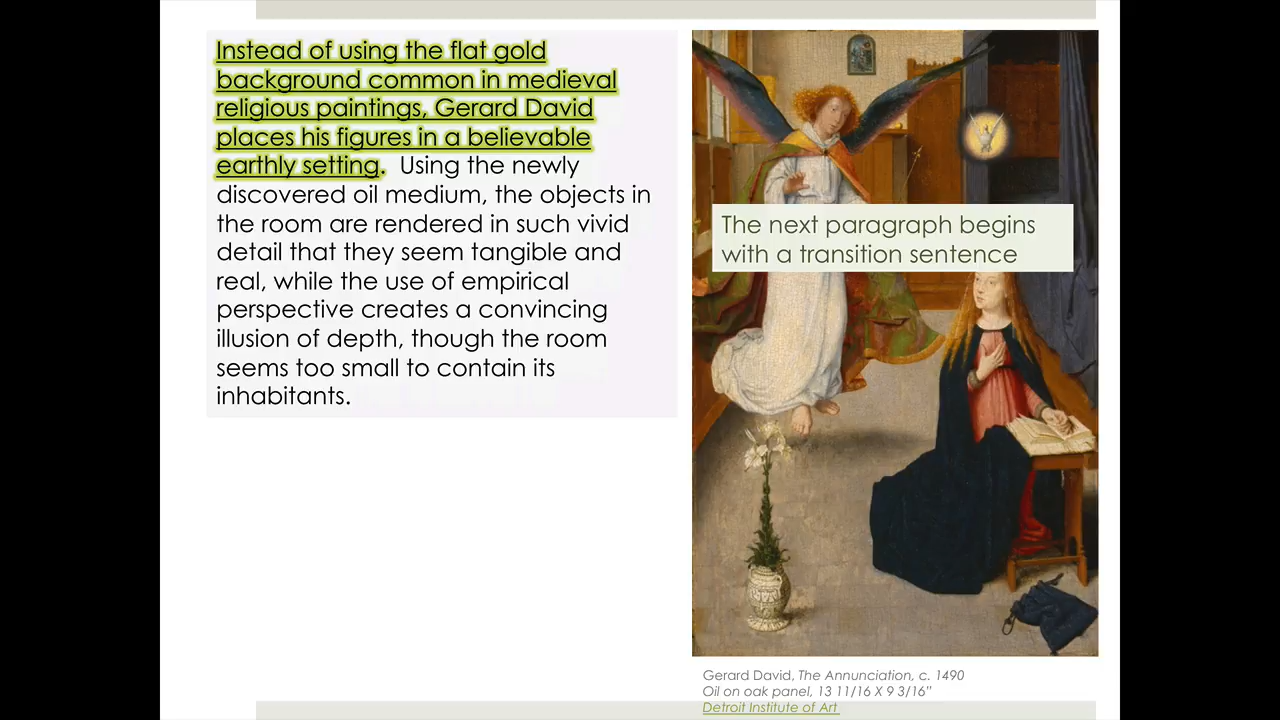 Instead of using the flat gold
background common in medieval
religious paintings, Gerard David
places his figures in a believable
earthly setting.  Using the newly
discovered oil medium, the objects in
the room are rendered in such vivid
detail that they seem tangible and
real, while the use of empirical
perspective creates a convincing
illusion of depth, though the room
seems too small to contain its
inhabitants.
The next paragraph begins
with a transition sentence
Gerard David, The Annunciation, c. 1490
Oil on oak panel, 13 11/16 X 9 3/16"
Detroit Institute of Art